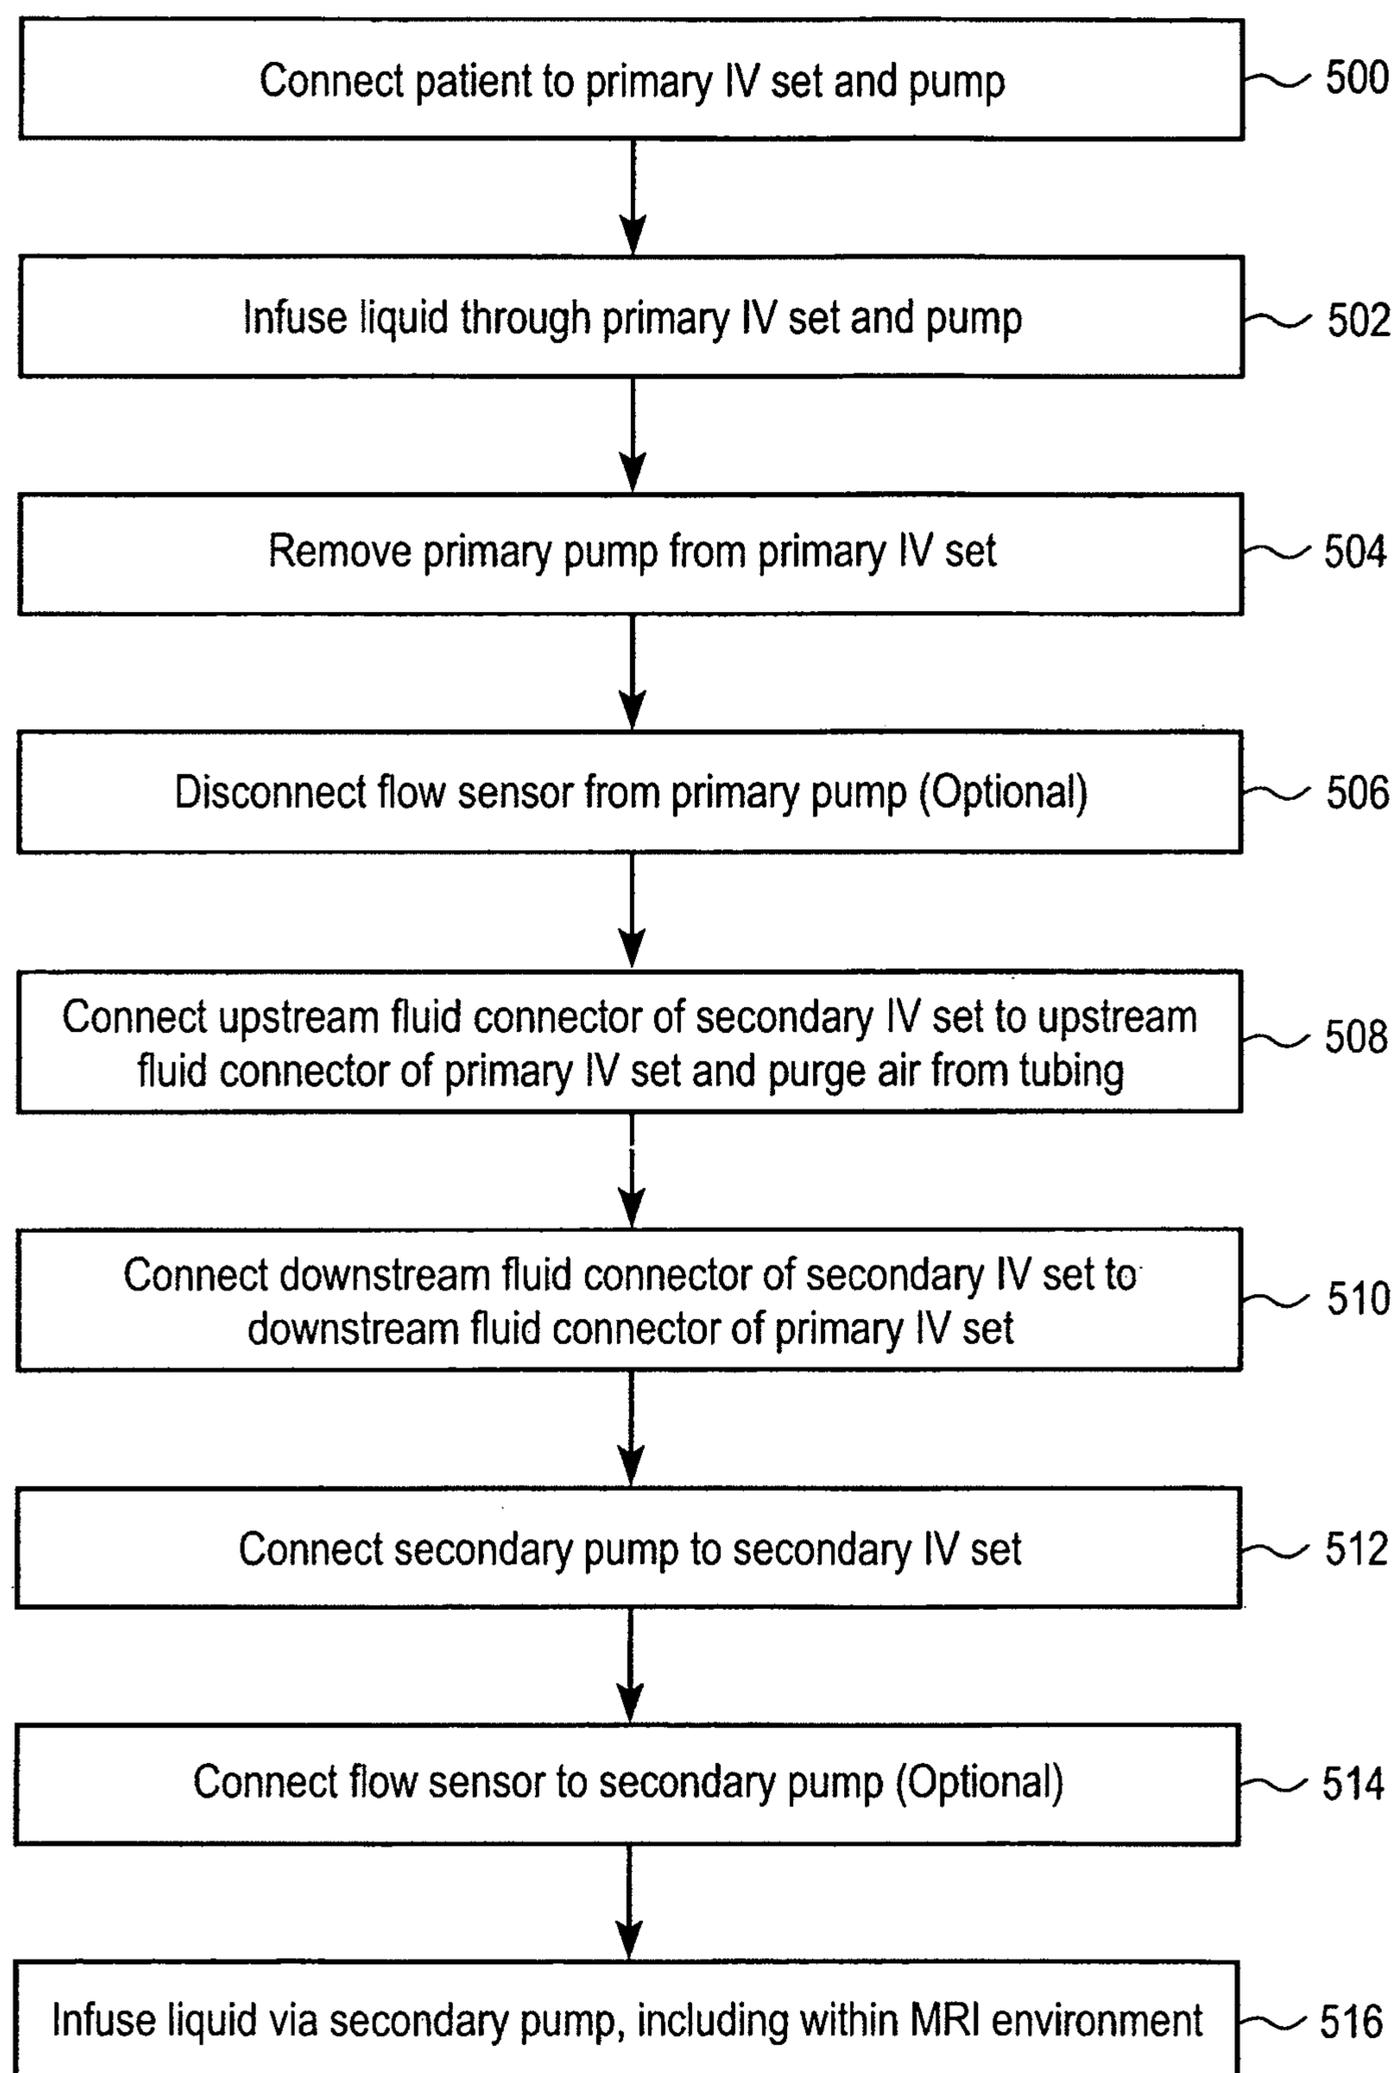 Connect patient to primary IV set and pump
500
Infuse liquid through primary IV set and pump
502
Remove primary pump from primary IV set
504
Disconnect flow sensor from primary pump (Optional)
506
Connect upstream fluid connector of secondary IV set to upstream
fluid connector of primary IV set and purge air from tubing
508
Connect downstream fluid connector of secondary IV set to
downstream fluid connector of primary IV set
510
Connect secondary pump to secondary IV set
512
Connect flow sensor to secondary pump (Optional)
514
Infuse liquid via secondary pump, including within MRI environment
516